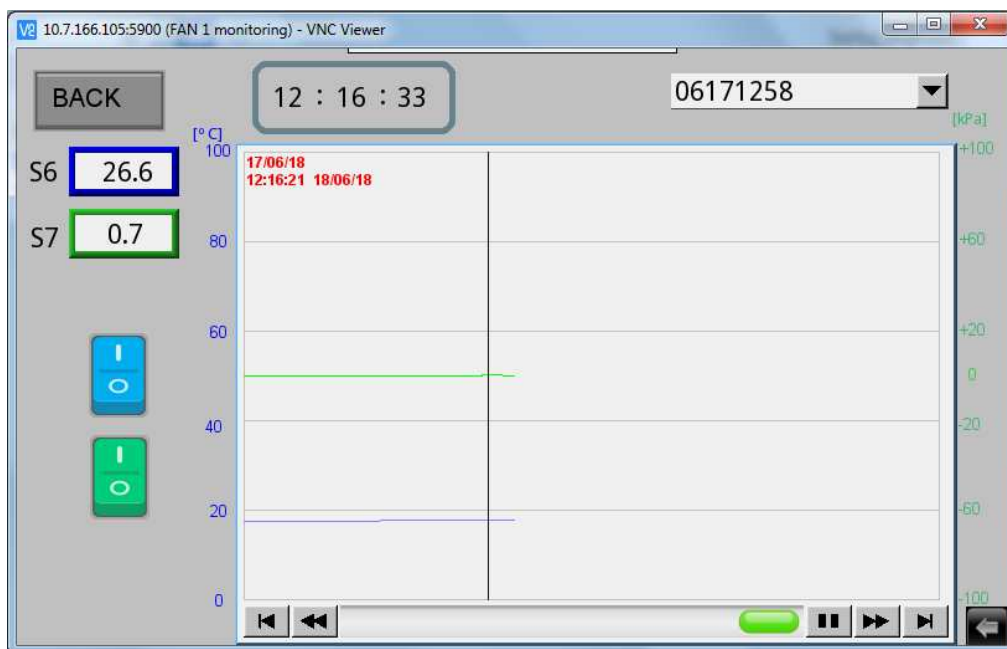 10.7.166.105:5900 (FAN 1 monitoring) - VNC Viewer
BACK
12 : 16 : 33
06171258
[°C]
[kPa]
S6 26.6
S7 0.7
17/06/18
12:16:21 18/06/18
100
80
60
40
20
0
+100
+60
+20
0
-20
-60
-100